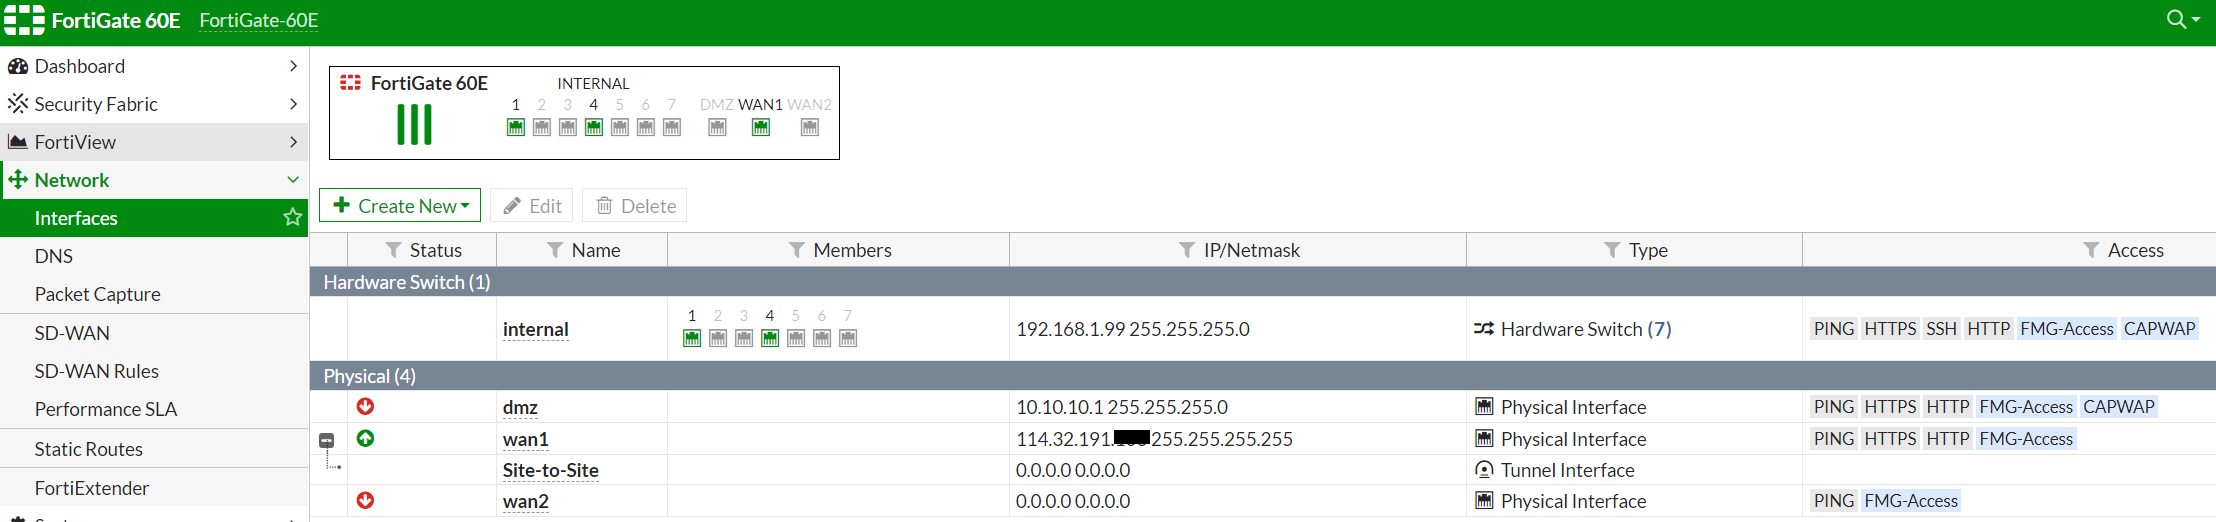 FortiGate 60E FortiGate-60E
Dashboard
Security Fabric
FortiView
Network
Interfaces
DNS
Packet Capture
SD-WAN
SD-WAN Rules
Performance SLA
Static Routes
FortiExtender
FortiGate 60E INTERNAL
1 2 3 4 5 6 7 DMZ WAN1 WAN2
Create New Edit Delete
Status Name Members IP/Netmask Type Access
Hardware Switch (1)
1 2 3 4 5 6 7
internal 192.168.1.99 255.255.255.0 Hardware Switch (7) PING HTTPS SSH HTTP FMG-Access CAPWAP
Physical (4)
dmz 10.10.10.1 255.255.255.0 Physical Interface PING HTTPS HTTP FMG-Access CAPWAP
wan1 114.32.191. 255.255.255.255 Physical Interface PING HTTPS HTTP FMG-Access
Site-to-Site 0.0.0.0 0.0.0.0 Tunnel Interface
wan2 0.0.0.0 0.0.0.0 Physical Interface PING FMG-Access